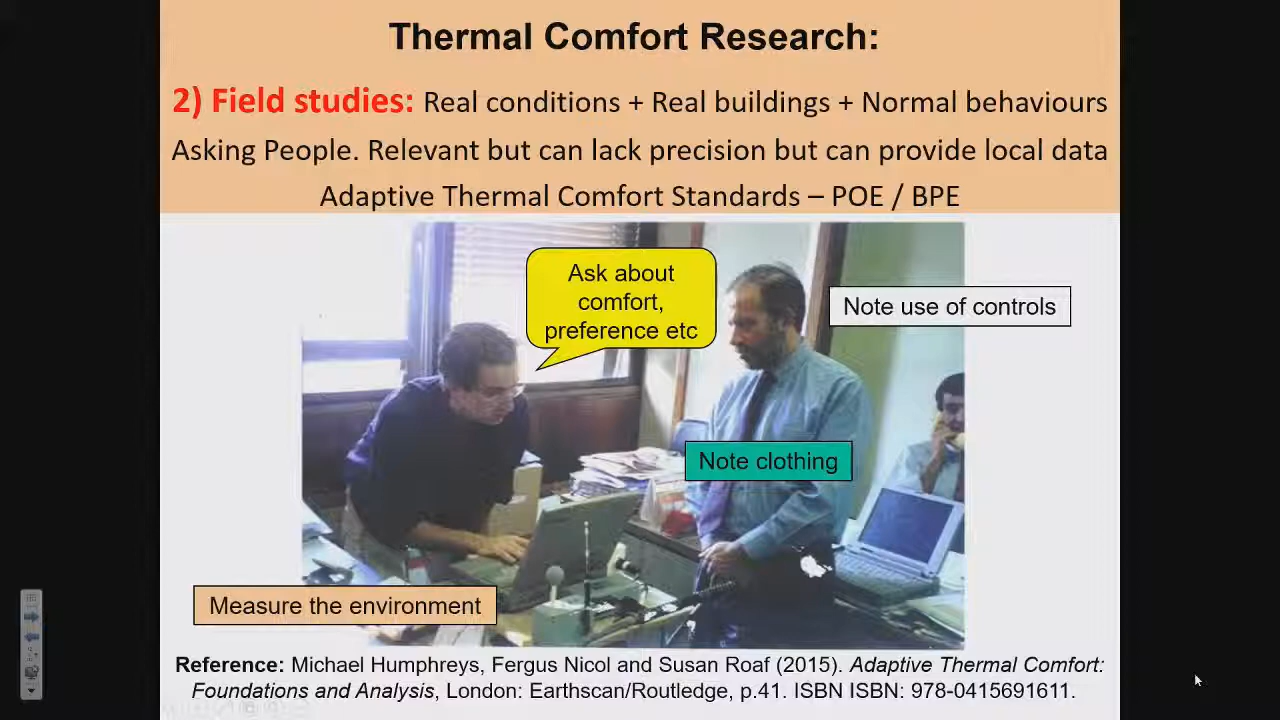 Thermal Comfort Research:
2) Field studies: Real conditions + Real buildings + Normal behaviours
Asking People. Relevant but can lack precision but can provide local data
Adaptive Thermal Comfort Standards – POE / BPE
Ask about
comfort,
preference etc
Note use of controls
Note clothing
Measure the environment
Reference: Michael Humphreys, Fergus Nicol and Susan Roaf (2015). Adaptive Thermal Comfort:
Foundations and Analysis, London: Earthscan/Routledge, p.41. ISBN ISBN: 978-0415691611.